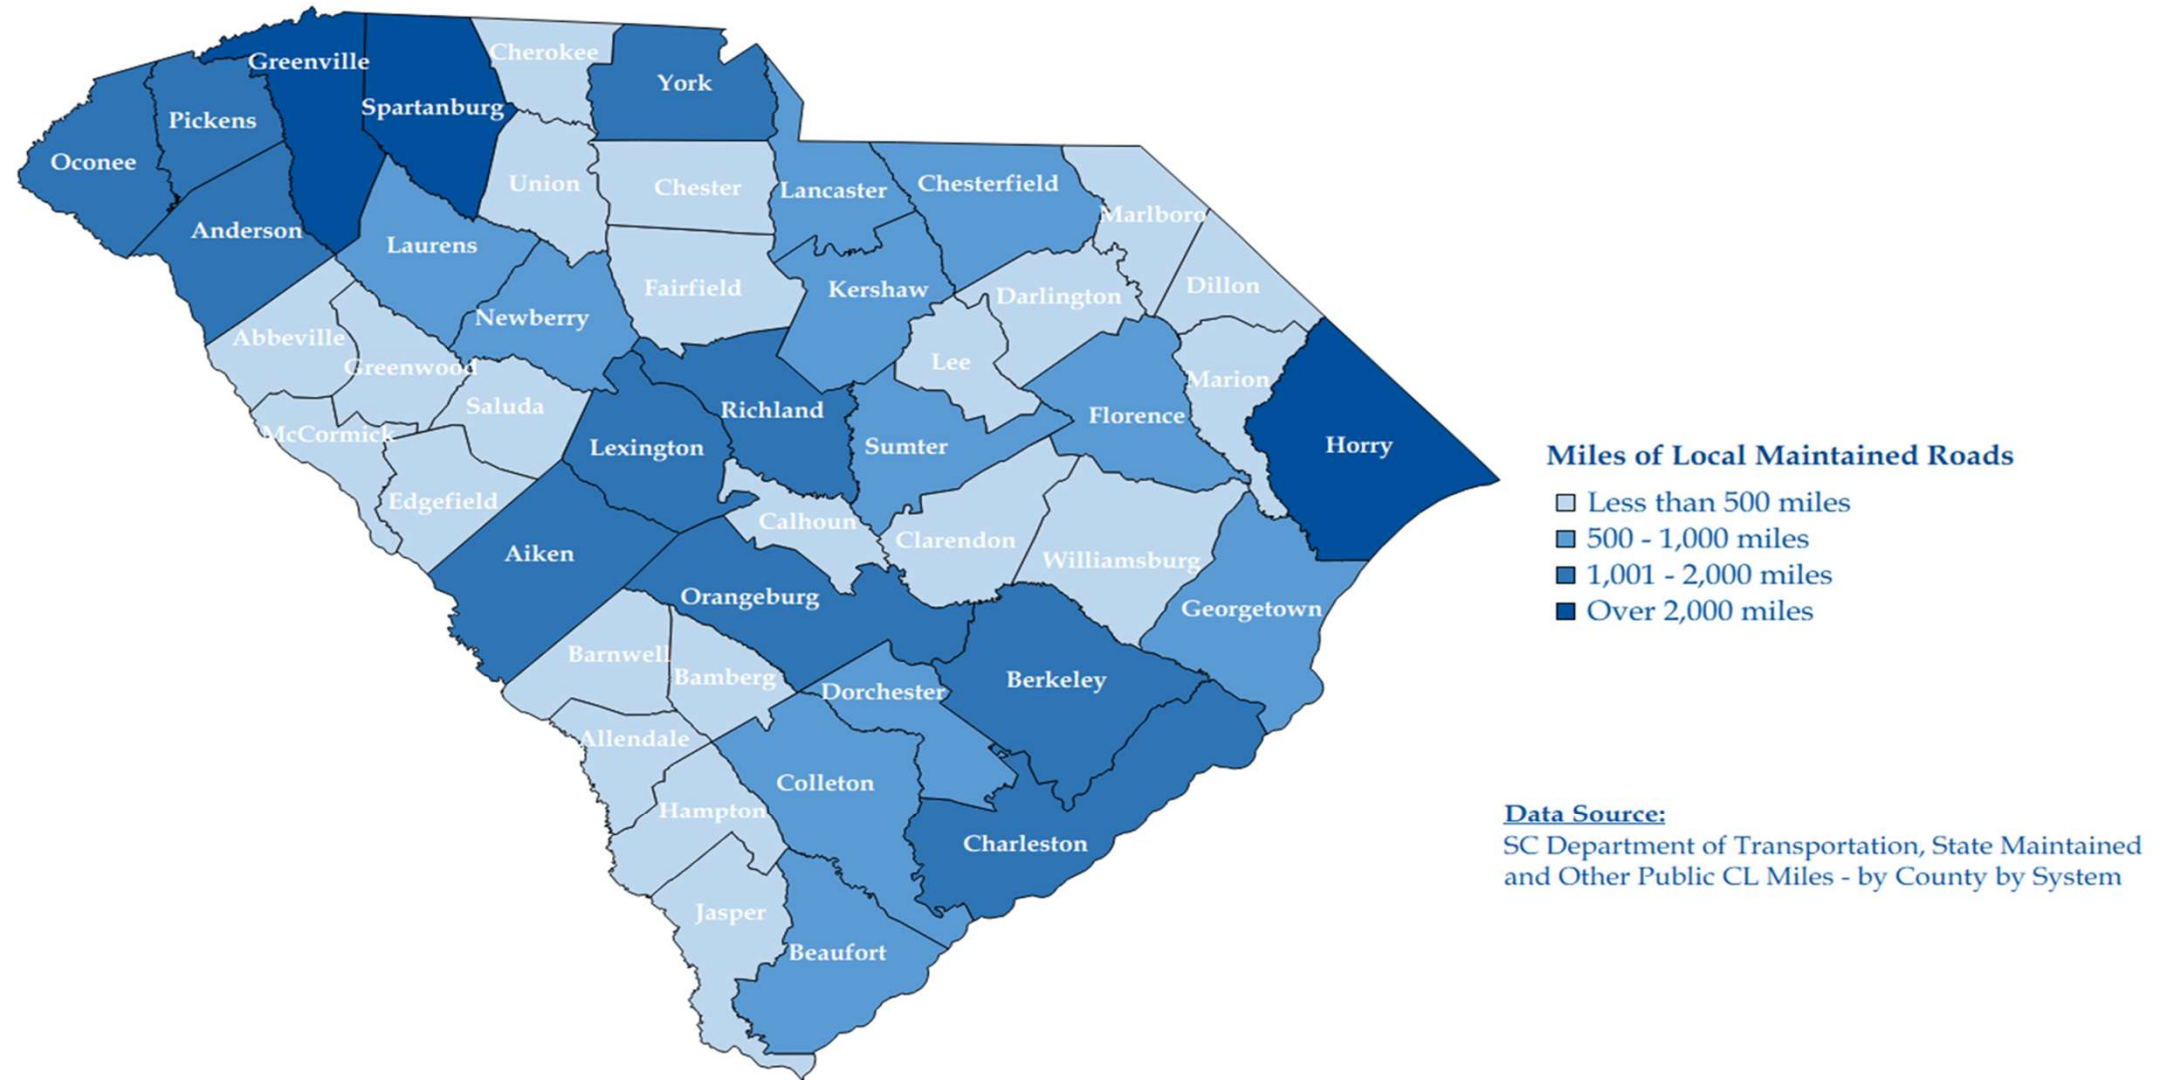 Cherokee
Greenville
York
Spartanburg
Pickens
Oconee
Union
Chester
Lancaster
Chesterfield
Marlboro
Anderson
Laurens
Dillon
Fairfield
Kershaw
Darlington
Newberry
Abbeville
Greenwood
Lee
Marion
Saluda
Richland
Florence
McCormick
Lexington
Sumter
Horry
Miles of Local Maintained Roads
Less than 500 miles
500 - 1,000 miles
1,001 - 2,000 miles
Over 2,000 miles
Edgefield
Calhoun
Clarendon
Aiken
Williamsburg
Orangeburg
Georgetown
Barnwell
Bamberg
Berkeley
Dorchester
Allendale
Colleton
Hampton
Charleston
Jasper
Beaufort
Data Source:
SC Department of Transportation, State Maintained
and Other Public CL Miles - by County by System